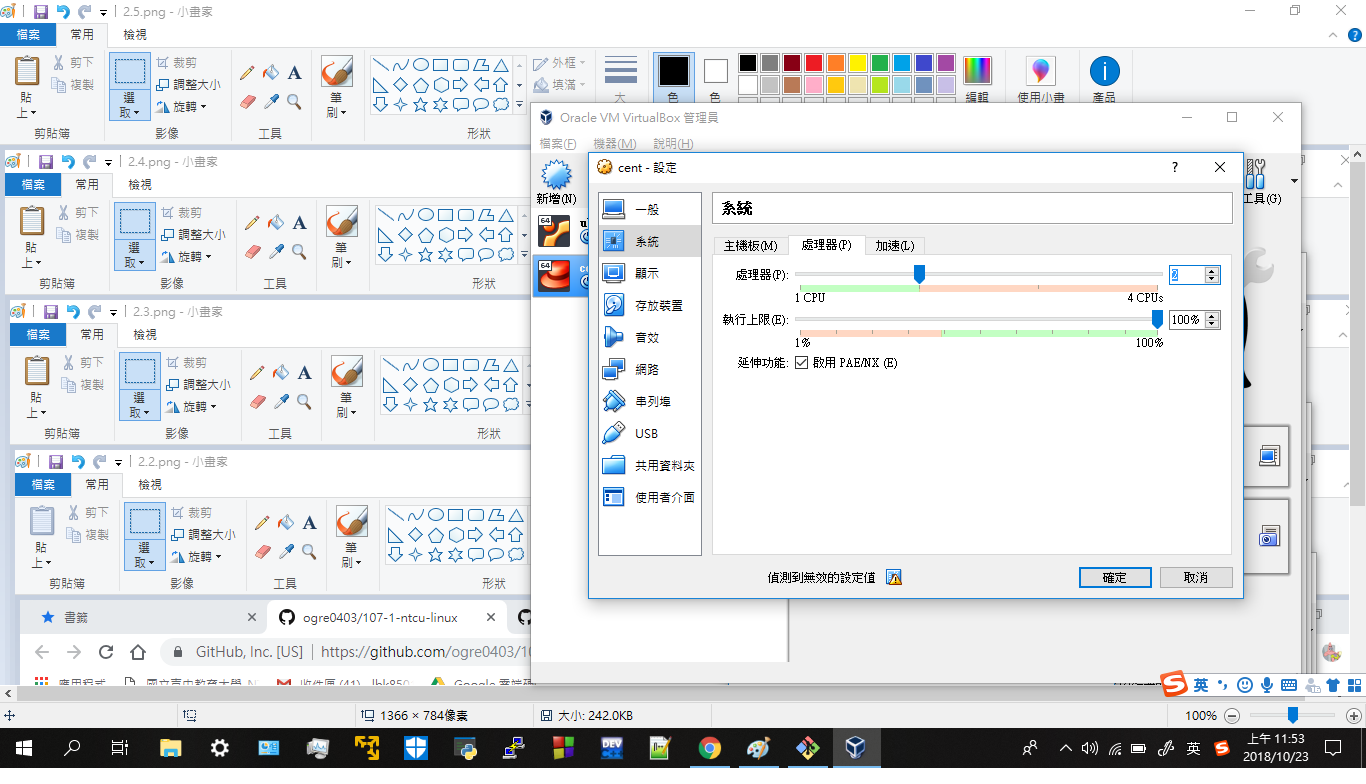 2.5.png - 小畫家
檔案 常用 檢視
貼上 剪下 複製 選取 裁剪 調整大小 旋轉 筆刷 外框 填滿 大 色 色 編輯 使用小畫 產品
剪貼簿 影像 工具 形狀
2.4.png - 小畫家
檔案 常用 檢視
貼上 剪下 複製 選取 裁剪 調整大小 旋轉 筆刷
剪貼簿 影像 工具 形狀
2.3.png - 小畫家
檔案 常用 檢視
貼上 剪下 複製 選取 裁剪 調整大小 旋轉 筆刷
剪貼簿 影像 工具 形狀
2.2.png - 小畫家
檔案 常用 檢視
貼上 剪下 複製 選取 裁剪 調整大小 旋轉 筆刷
剪貼簿 影像 工具 形狀
書籤 ogre0403/107-1-ntcu-linux
GitHub, Inc. [US] | https://github.com/ogre0403/10
應用程式 國立臺中教育大學 收件匣 (41) Google 雲端硬
Oracle VM VirtualBox 管理員
檔案(F) 機器(M) 說明(H)
新增(N) 工具(G)
64
64
cent - 設定
一般
系統
顯示
存放裝置
音效
網路
串列埠
USB
共用資料夾
使用者介面
系統
主機板(M) 處理器(P) 加速(L)
處理器(P): 2
1 CPU 4 CPUs
執行上限(E): 100%
1% 100%
延伸功能: 啟用 PAE/NX (E)
偵測到無效的設定值 確定 取消
英
1366 × 784像素 大小: 242.0KB 100%
DEV 英 上午 11:53
2018/10/23